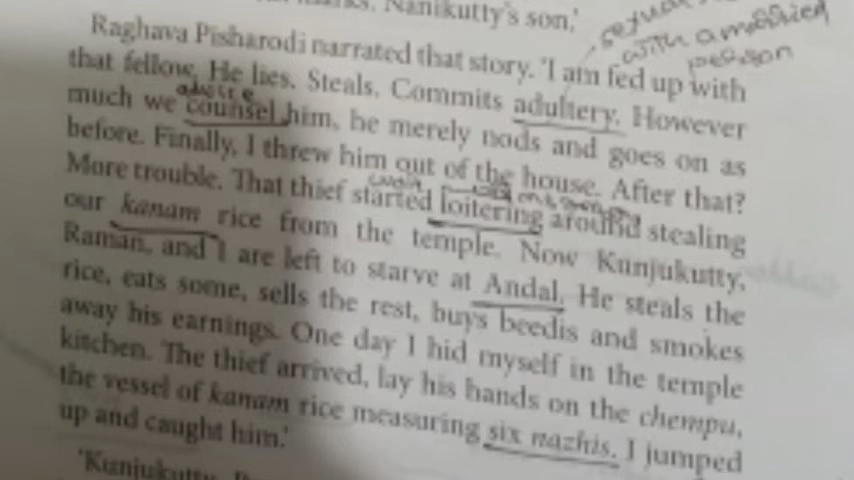 Nanikutty's son.'
sexual
with a married
person
Raghava Pisharodi narrated that story. 'I am fed up with
that fellow. He lies. Steals. Commits adultery. However
advice
much we counsel him, he merely nods and goes on as
before. Finally, I threw him out of the house. After that?
More trouble. That thief started loitering around stealing
our kanam rice from the temple. Now Kunjukutty,
Raman, and I are left to starve at Andal. He steals the
rice, eats some, sells the rest, buys beedis and smokes
away his earnings. One day I hid myself in the temple
kitchen. The thief arrived, lay his hands on the chempu,
the vessel of kanam rice measuring six nazhis. I jumped
up and caught him.'
'Kunjukutty,